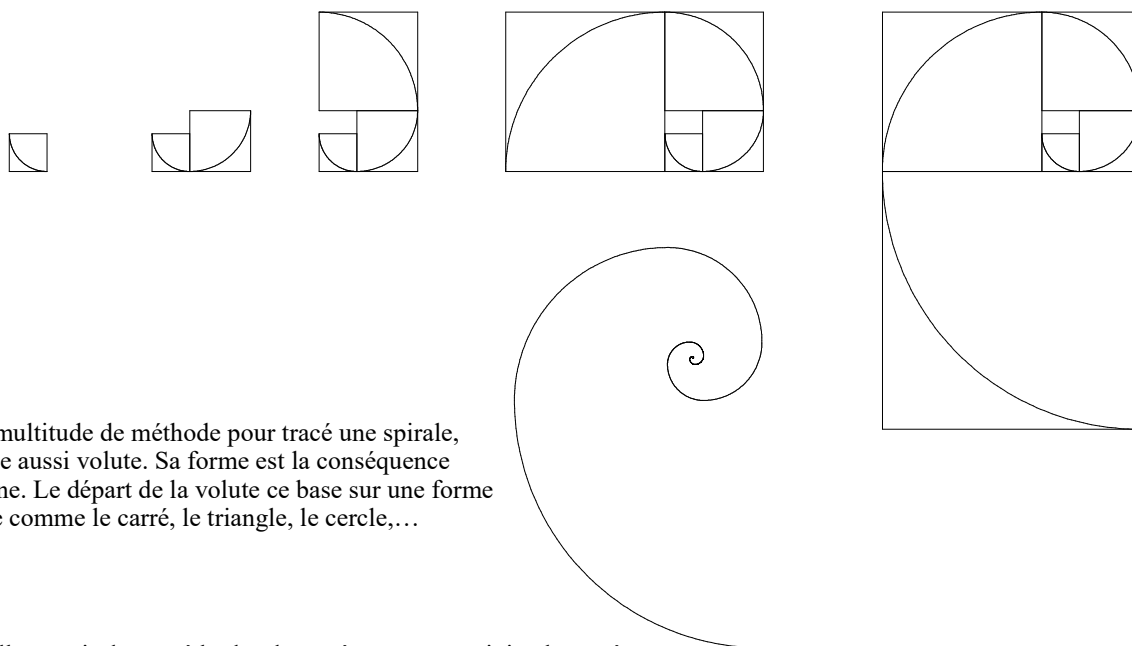 multitude de méthode pour tracé une spirale,
e aussi volute. Sa forme est la conséquence
ne. Le départ de la volute ce base sur une forme
e comme le carré, le triangle, le cercle,…